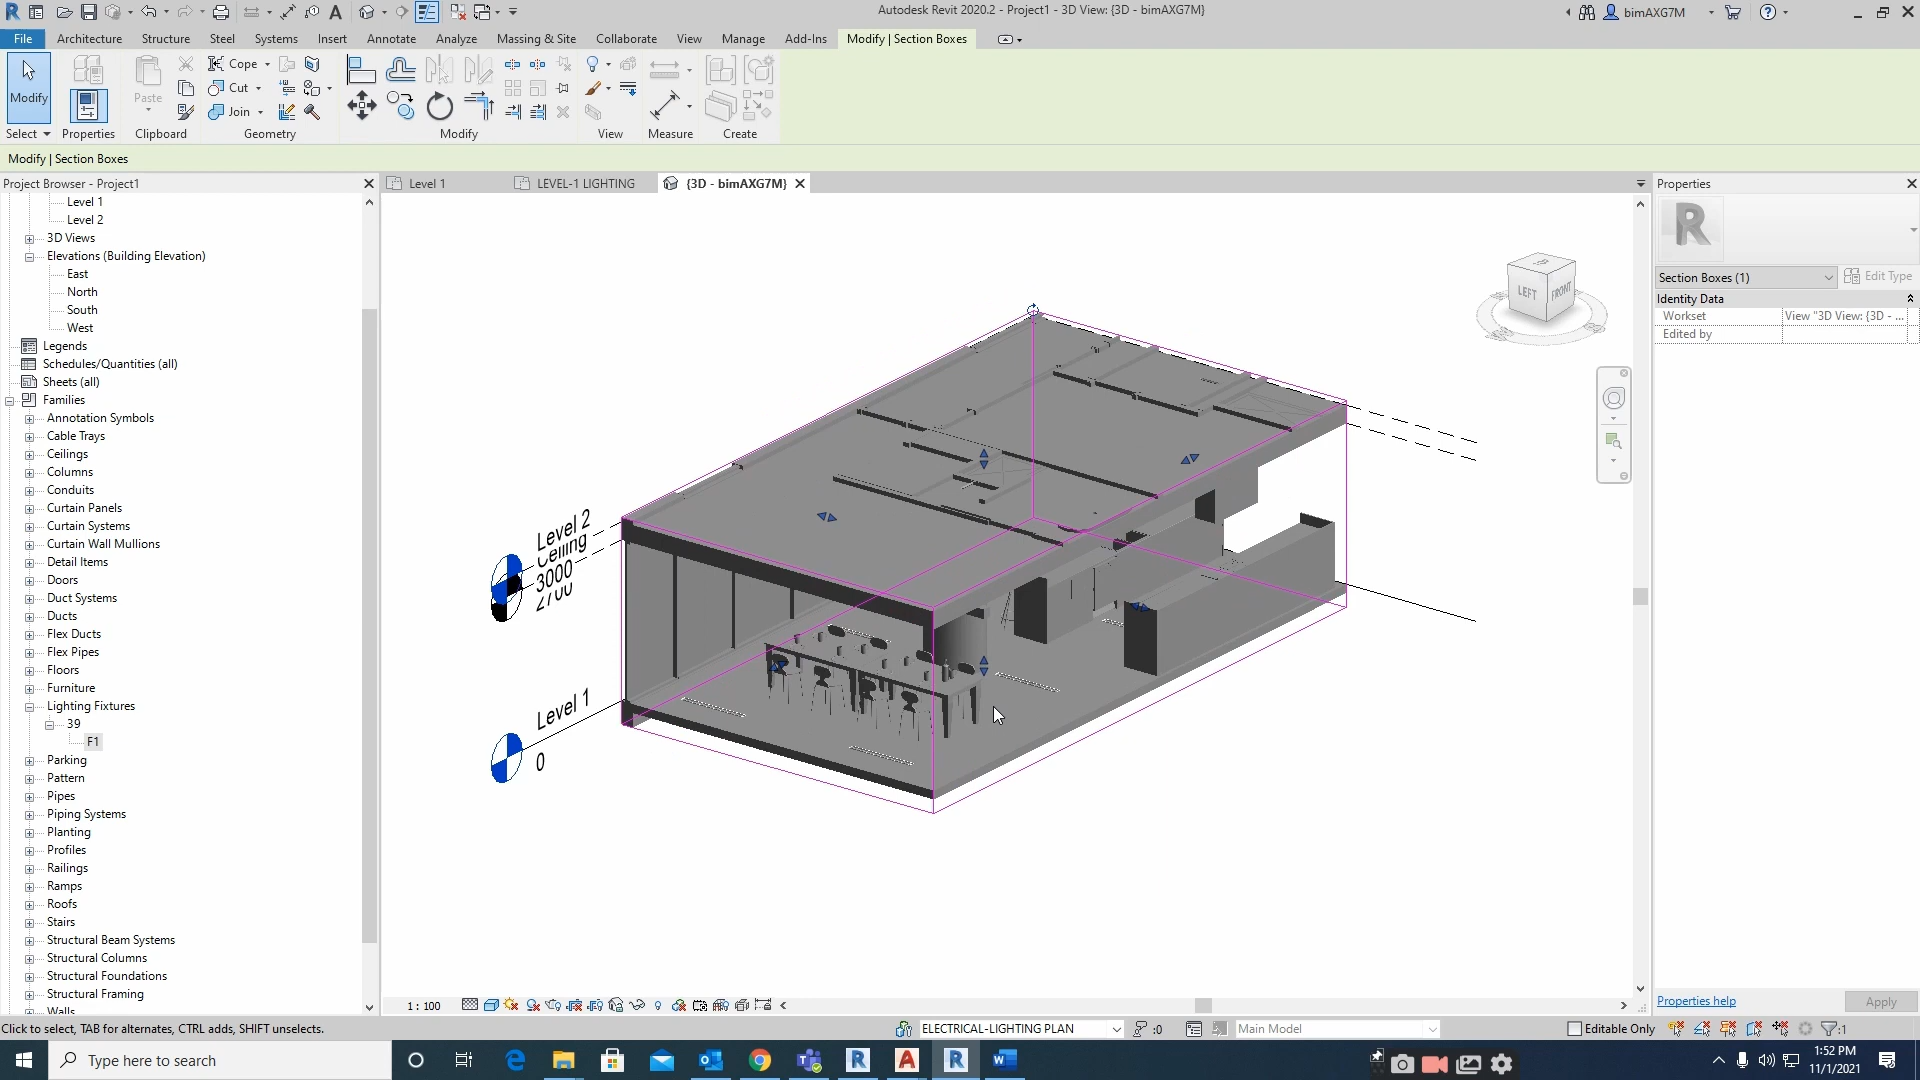 Autodesk Revit 2020.2 - Project1 - 3D View: {3D - bimAXG7M}
bimAXG7M
File Architecture Structure Steel Systems Insert Annotate Analyze Massing & Site Collaborate View Manage Add-Ins Modify | Section Boxes
Modify
Paste
Cope
Cut
Join
Select Properties Clipboard Geometry Modify View Measure Create
Modify | Section Boxes
Project Browser - Project1
Level 1
Level 2
3D Views
Elevations (Building Elevation)
East
North
South
West
Legends
Schedules/Quantities (all)
Sheets (all)
Families
Annotation Symbols
Cable Trays
Ceilings
Columns
Conduits
Curtain Panels
Curtain Systems
Curtain Wall Mullions
Detail Items
Doors
Duct Systems
Ducts
Flex Ducts
Flex Pipes
Floors
Furniture
Lighting Fixtures
39
F1
Parking
Pattern
Pipes
Piping Systems
Planting
Profiles
Railings
Ramps
Roofs
Stairs
Structural Beam Systems
Structural Columns
Structural Foundations
Structural Framing
Walls
Level 1
LEVEL-1 LIGHTING
{3D - bimAXG7M}
LEFT
FRONT
Level 2
Ceiling
3000
2700
Level 1
0
Properties
R
Section Boxes (1)
Edit Type
Identity Data
Workset View "3D View: {3D - ...
Edited by
Properties help
Apply
1 : 100
Click to select, TAB for alternates, CTRL adds, SHIFT unselects.
ELECTRICAL-LIGHTING PLAN
:0
Main Model
Editable Only
:1
Type here to search
1:52 PM
11/1/2021